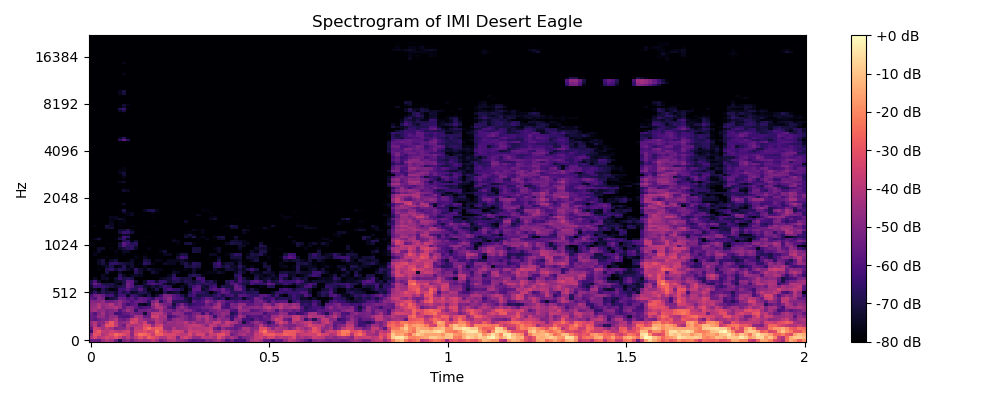 Spectrogram of IMI Desert Eagle
16384
8192
4096
2048
1024
512
0
Hz
0
0.5
1
1.5
2
Time
+0 dB
-10 dB
-20 dB
-30 dB
-40 dB
-50 dB
-60 dB
-70 dB
-80 dB